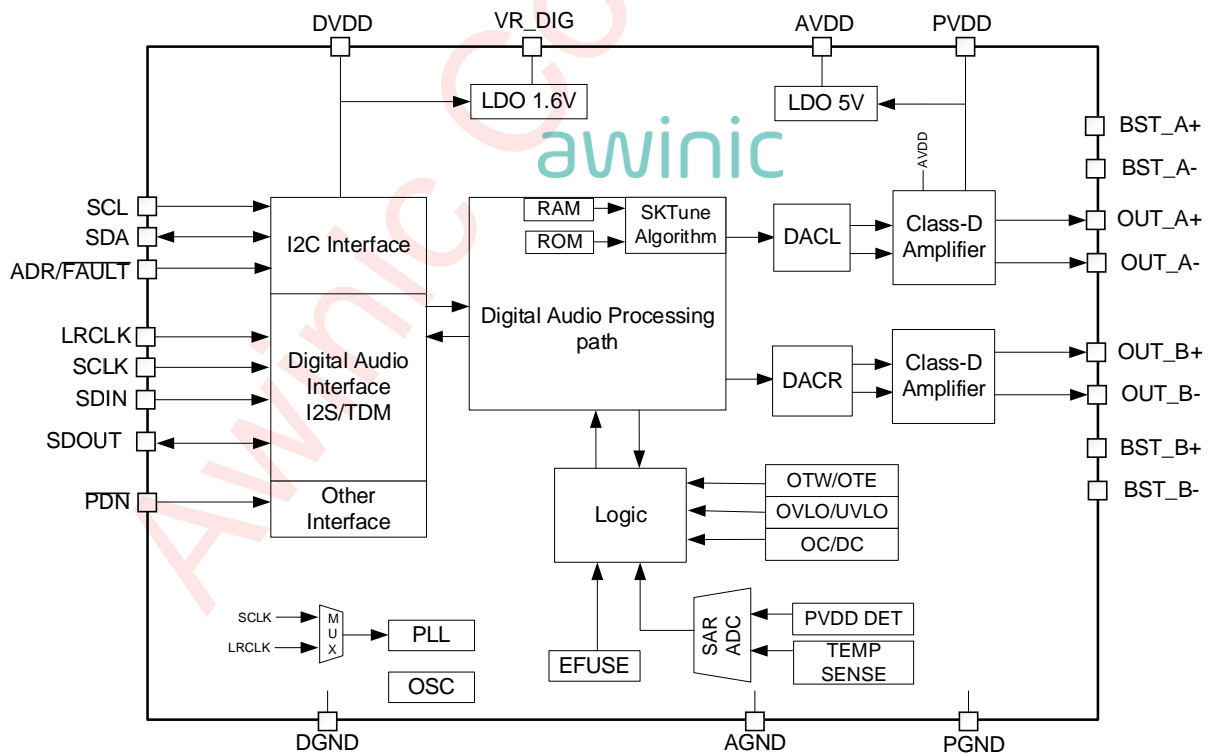 DVDD
VR_DIG
AVDD
PVDD
LDO 1.6V
LDO 5V
awinic
AVDD
BST_A+
BST_A-
SCL
SDA
ADR/FAULT
I2C Interface
RAM
ROM
SKTune
Algorithm
DACL
Class-D
Amplifier
OUT_A+
OUT_A-
LRCLK
SCLK
SDIN
SDOUT
Digital Audio
Interface
I2S/TDM
Digital Audio Processing
path
DACR
Class-D
Amplifier
OUT_B+
OUT_B-
BST_B+
BST_B-
PDN
Other
Interface
Logic
OTW/OTE
OVLO/UVLO
OC/DC
SCLK
LRCLK
MUX
PLL
OSC
EFUSE
SAR
ADC
PVDD DET
TEMP
SENSE
DGND
AGND
PGND
Awinic Co